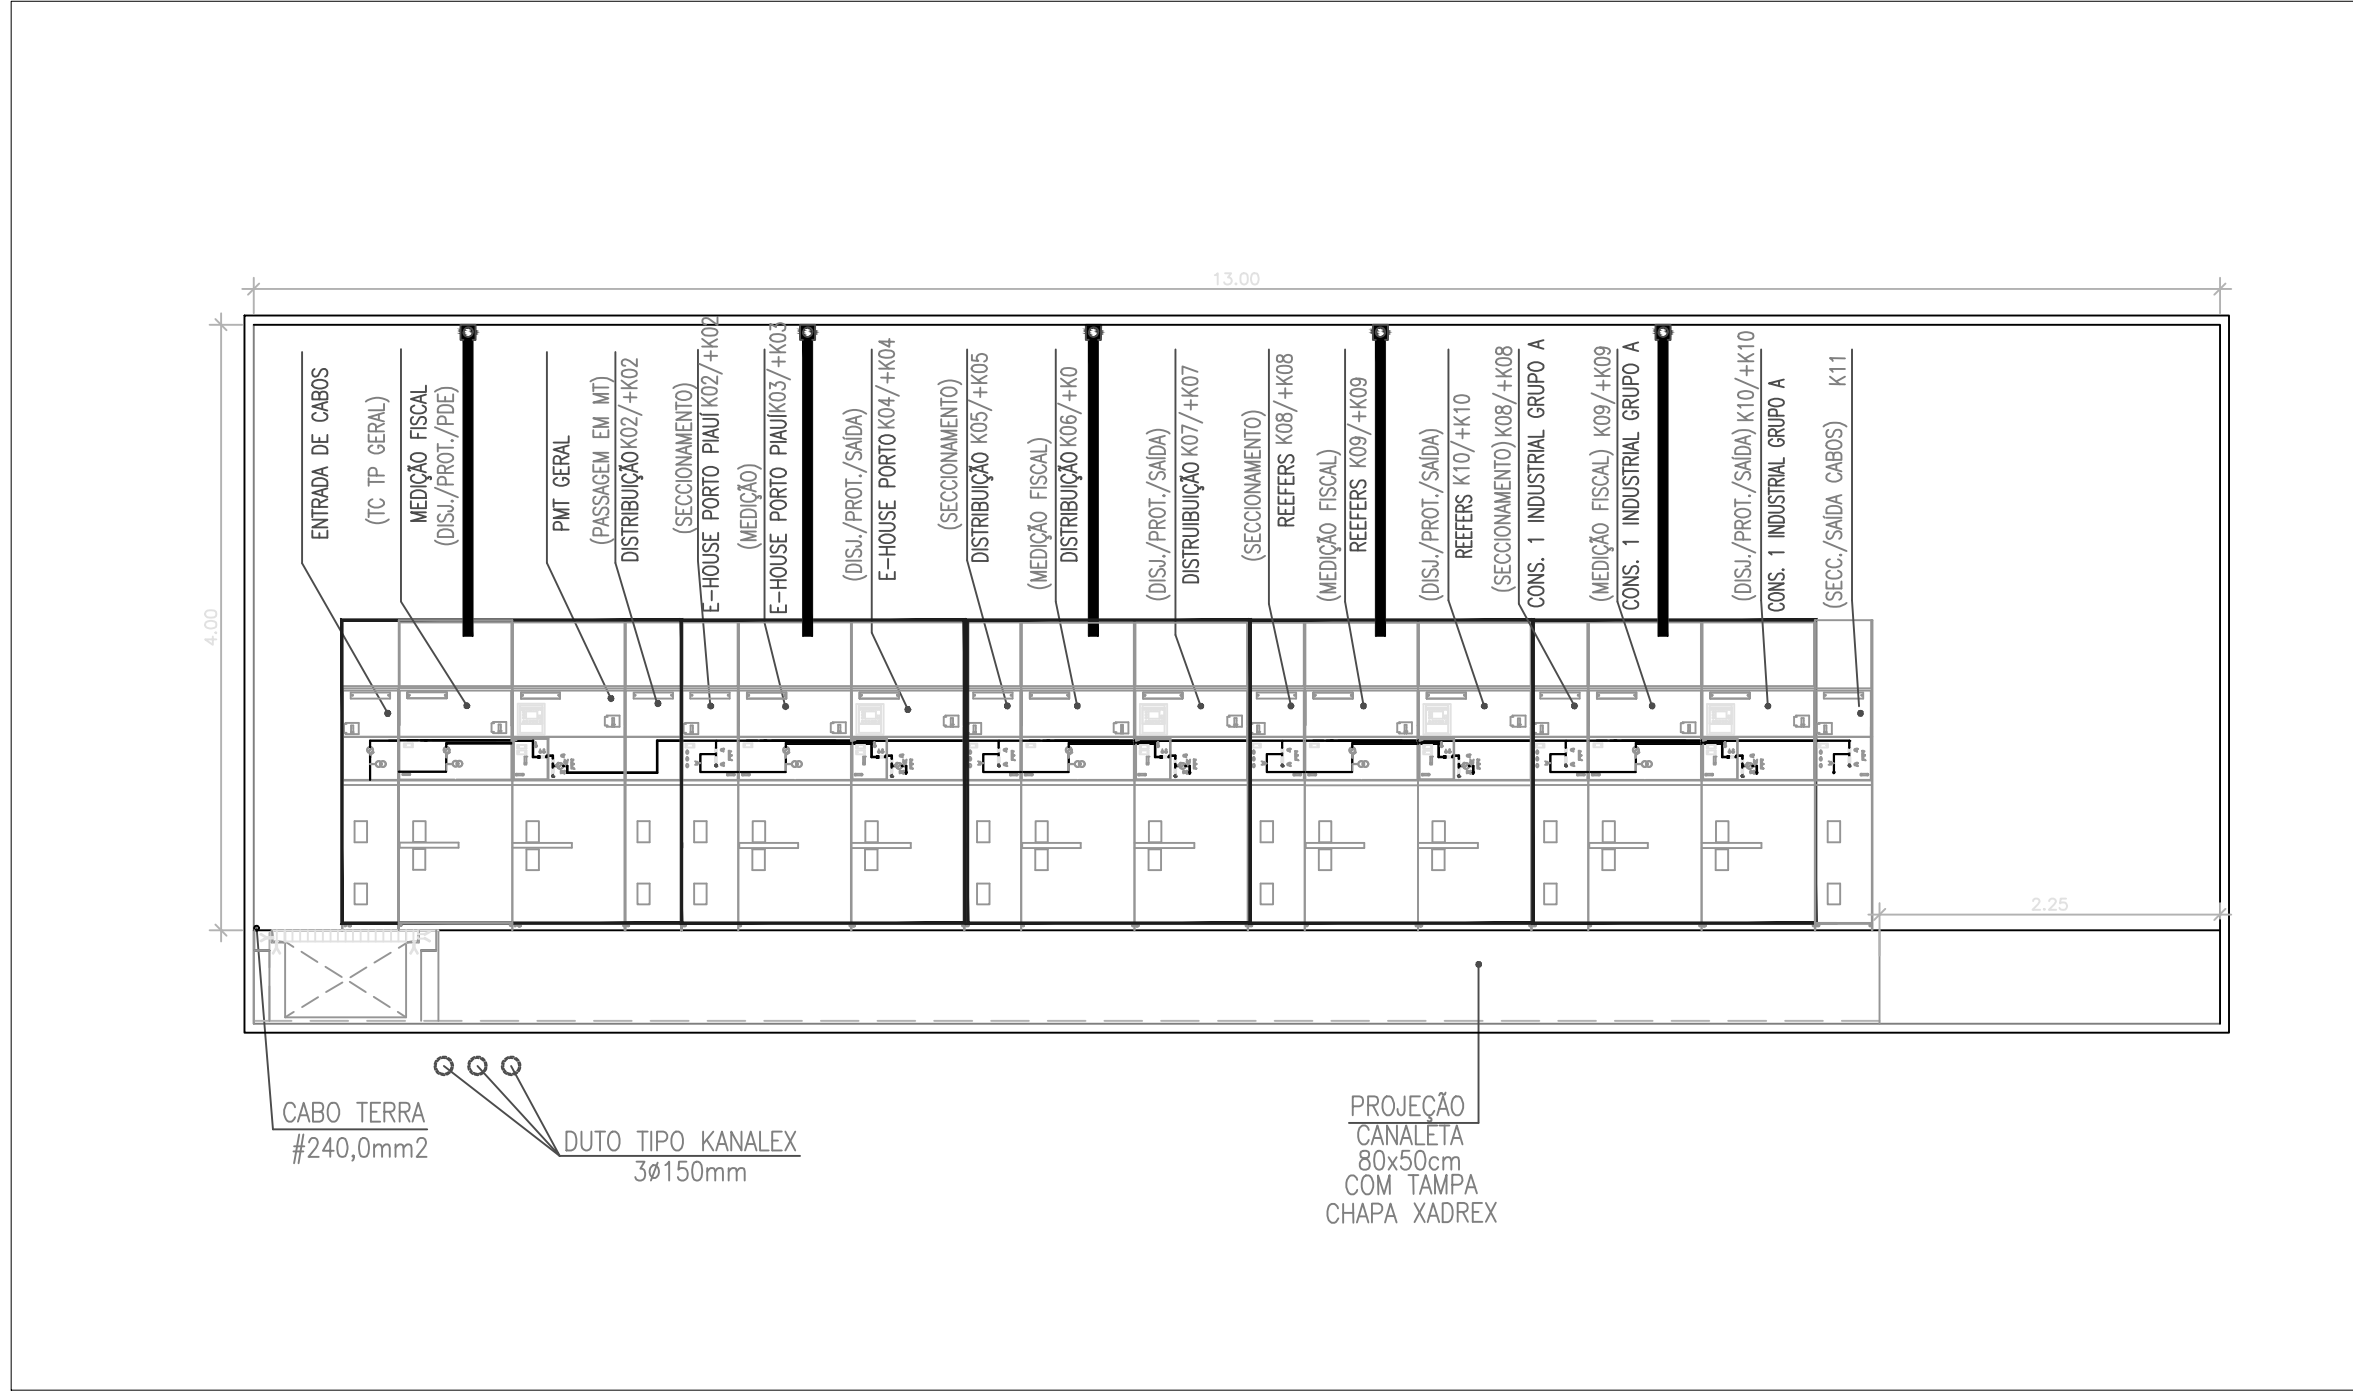 13.00
4.00
ENTRADA DE CABOS
(TC TP GERAL)
MEDIÇÃO FISCAL
(DISJ./PROT./PDE)
PMT GERAL
(PASSAGEM EM MT)
DISTRIBUIÇÃO K02/+K02
(SECCIONAMENTO)
E-HOUSE PORTO PIAUÍ K02/+K02
(MEDIÇÃO)
E-HOUSE PORTO PIAUÍ K03/+K03
(DISJ./PROT./SAÍDA)
E-HOUSE PORTO K04/+K04
(SECCIONAMENTO)
DISTRIBUIÇÃO K05/+K05
(MEDIÇÃO FISCAL)
DISTRIBUIÇÃO K06/+K0
(DISJ./PROT./SAÍDA)
DISTRUIBUIÇÃO K07/+K07
(SECCIONAMENTO)
REEFERS K08/+K08
(MEDIÇÃO FISCAL)
REEFERS K09/+K09
(DISJ./PROT./SAÍDA)
REEFERS K10/+K10
(SECCIONAMENTO) K08/+K08
CONS. 1 INDUSTRIAL GRUPO A
(MEDIÇÃO FISCAL) K09/+K09
CONS. 1 INDUSTRIAL GRUPO A
(DISJ./PROT./SAÍDA) K10/+K10
CONS. 1 INDUSTRIAL GRUPO A
(SECC./SAÍDA CABOS) K11
2.25
CABO TERRA
#240,0mm2
DUTO TIPO KANALEX
3ø150mm
PROJEÇÃO
CANALETA
80x50cm
COM TAMPA
CHAPA XADREX